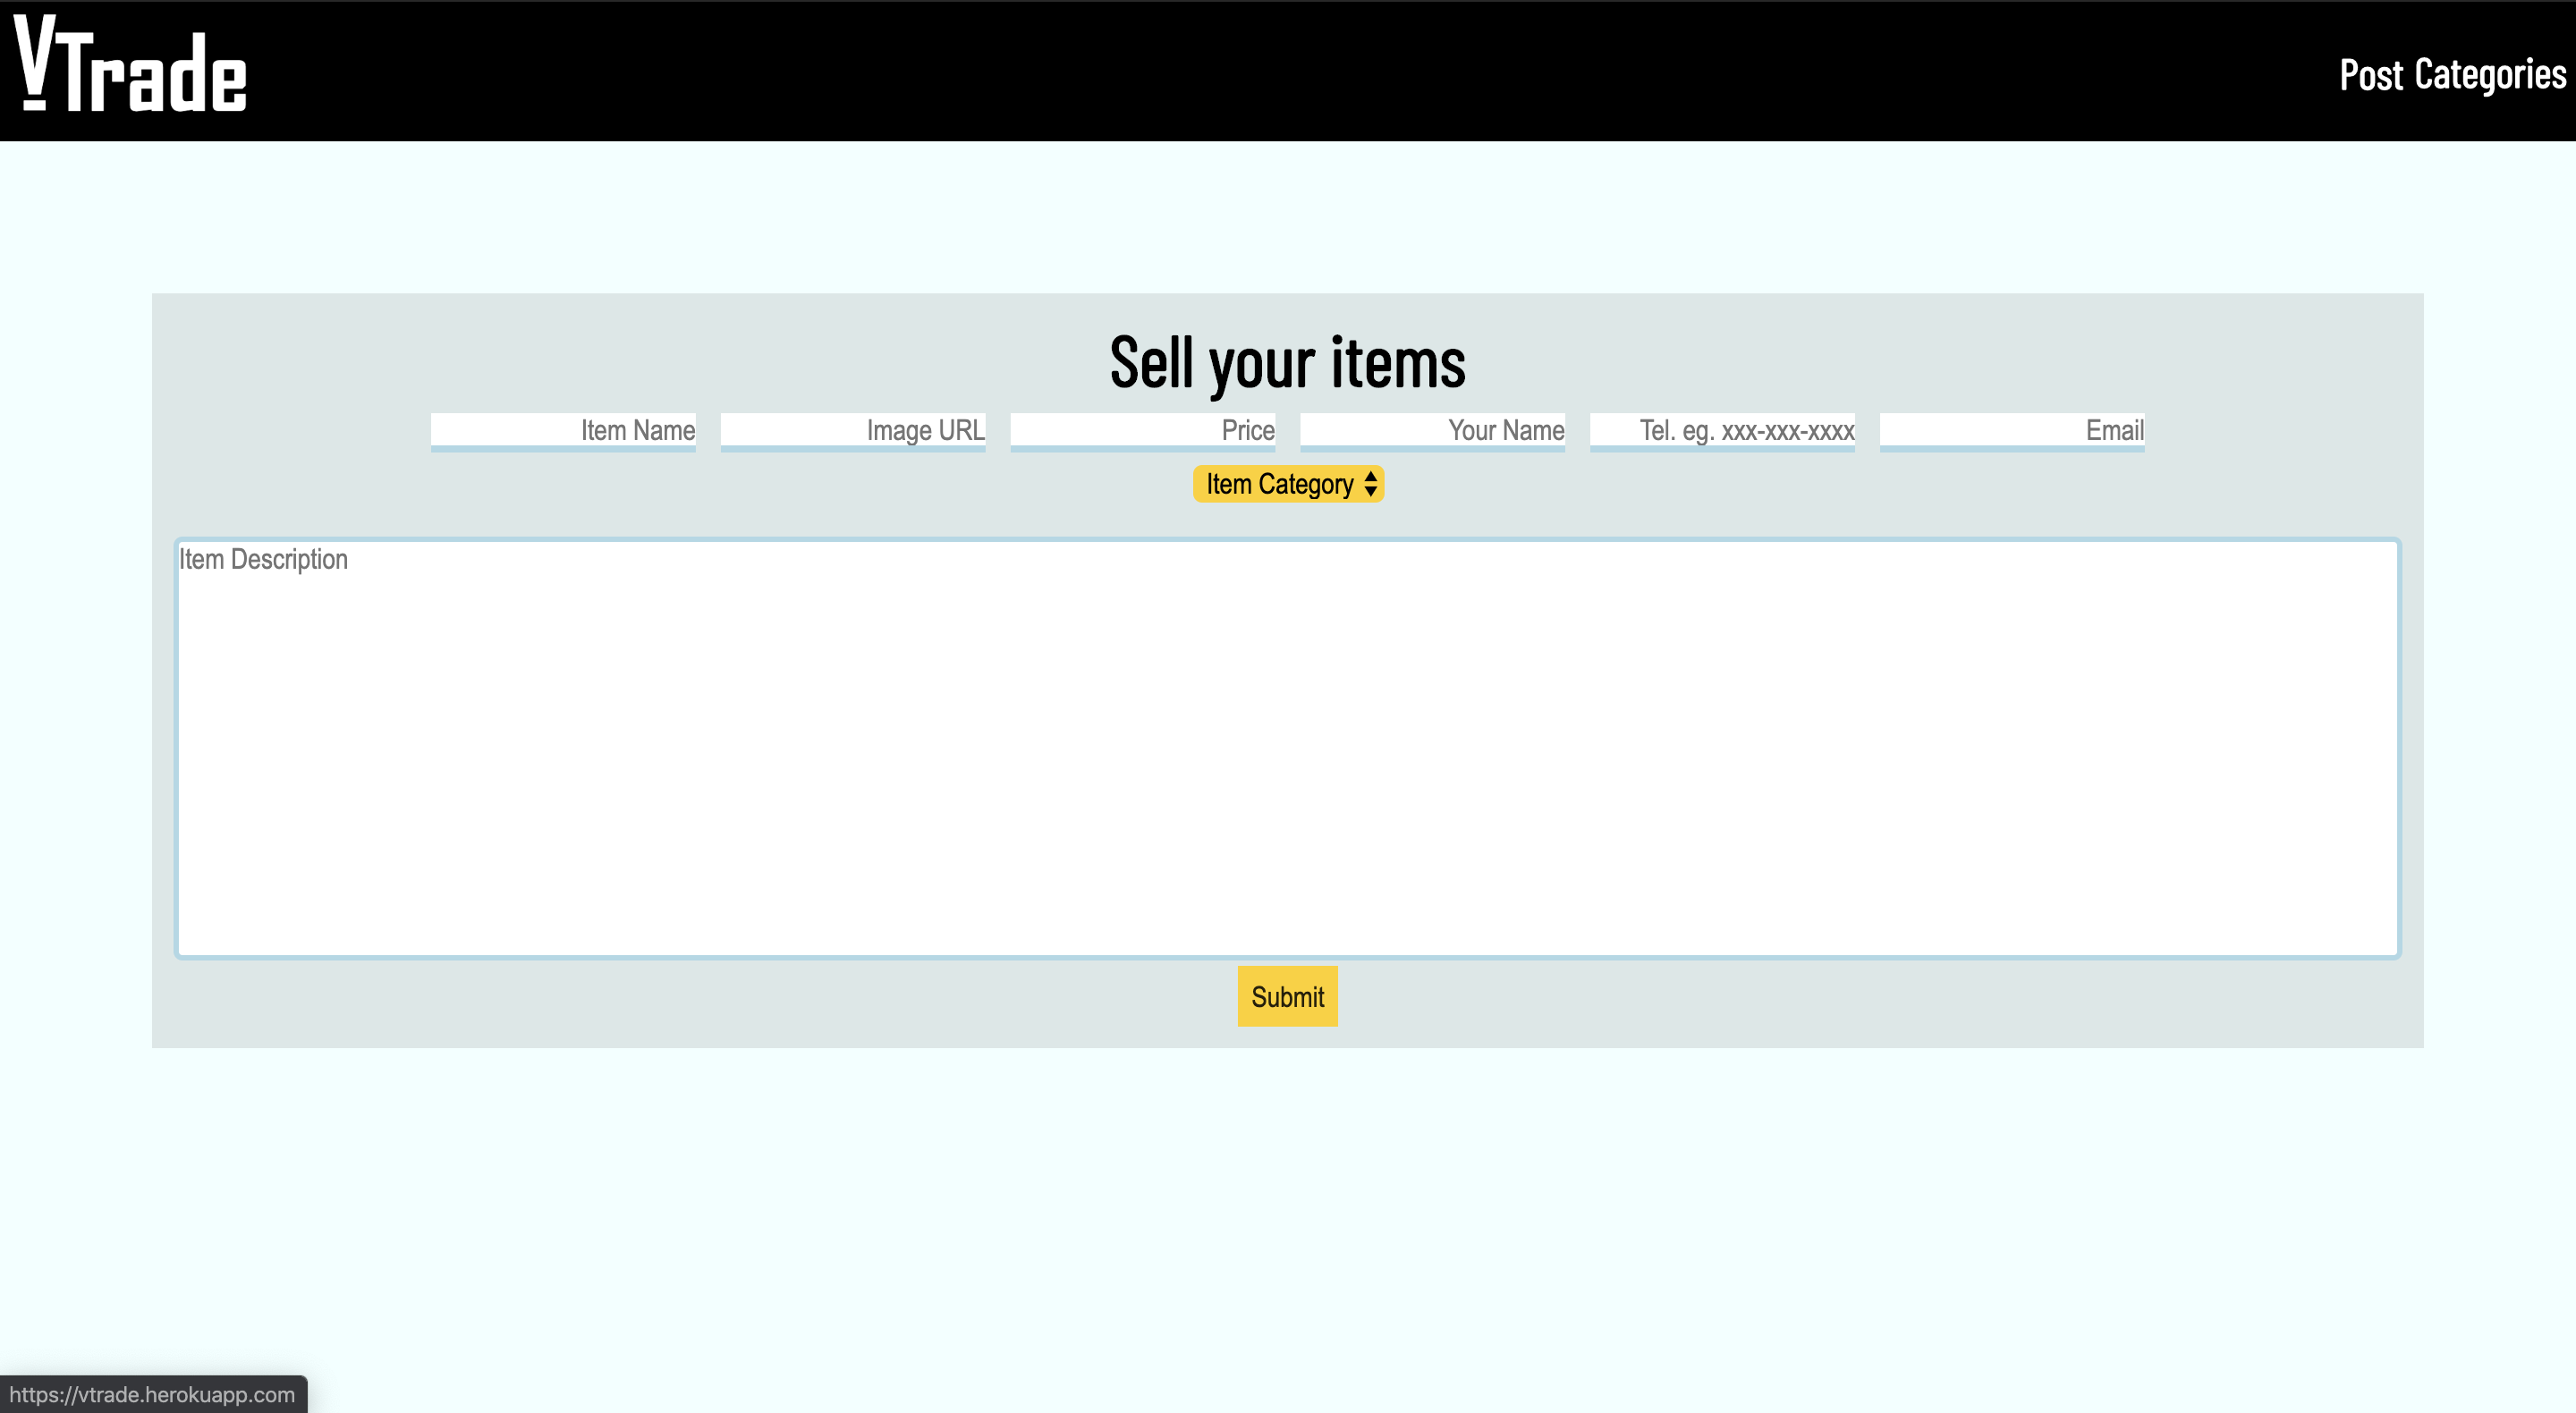 VTrade
Post Categories
Sell your items
Item Name Image URL Price Your Name Tel. eg. xxx-xxx-xxxx Email
Item Category
Item Description
Submit
https://vtrade.herokuapp.com